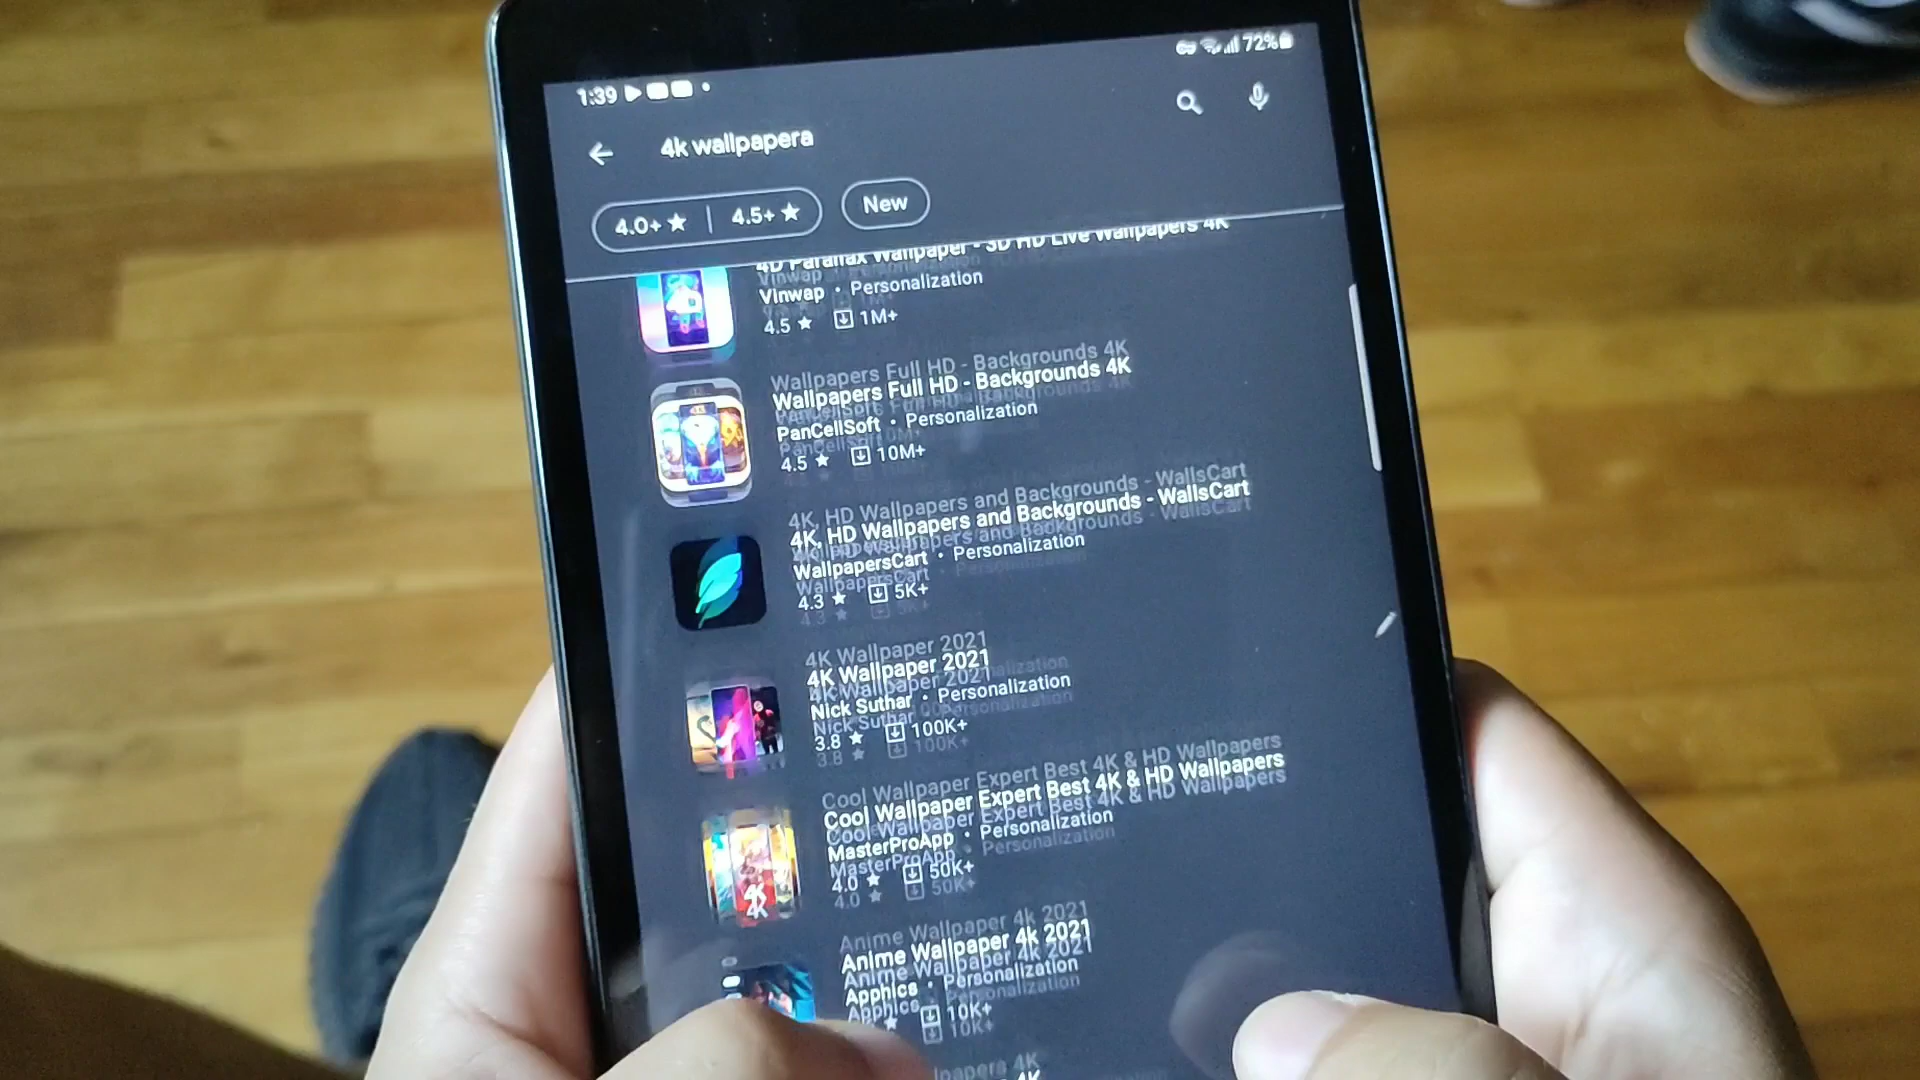 1:39
72%
4k wallpapera
4.0+ ★ | 4.5+ ★
New
4D Parallax Wallpaper - 3D HD Live Wallpapers 4K
Vinwap • Personalization
4.5 ★ 1M+
Wallpapers Full HD - Backgrounds 4K
PanCellSoft • Personalization
4.5 ★ 10M+
4K, HD Wallpapers and Backgrounds - WallsCart
WallpapersCart • Personalization
4.3 ★ 5K+
4K Wallpaper 2021
Nick Suthar • Personalization
3.8 ★ 100K+
Cool Wallpaper Expert Best 4K & HD Wallpapers
MasterProApp • Personalization
4.0 ★ 50K+
4K
Anime Wallpaper 4k 2021
Apphics • Personalization
★ 10K+
4K